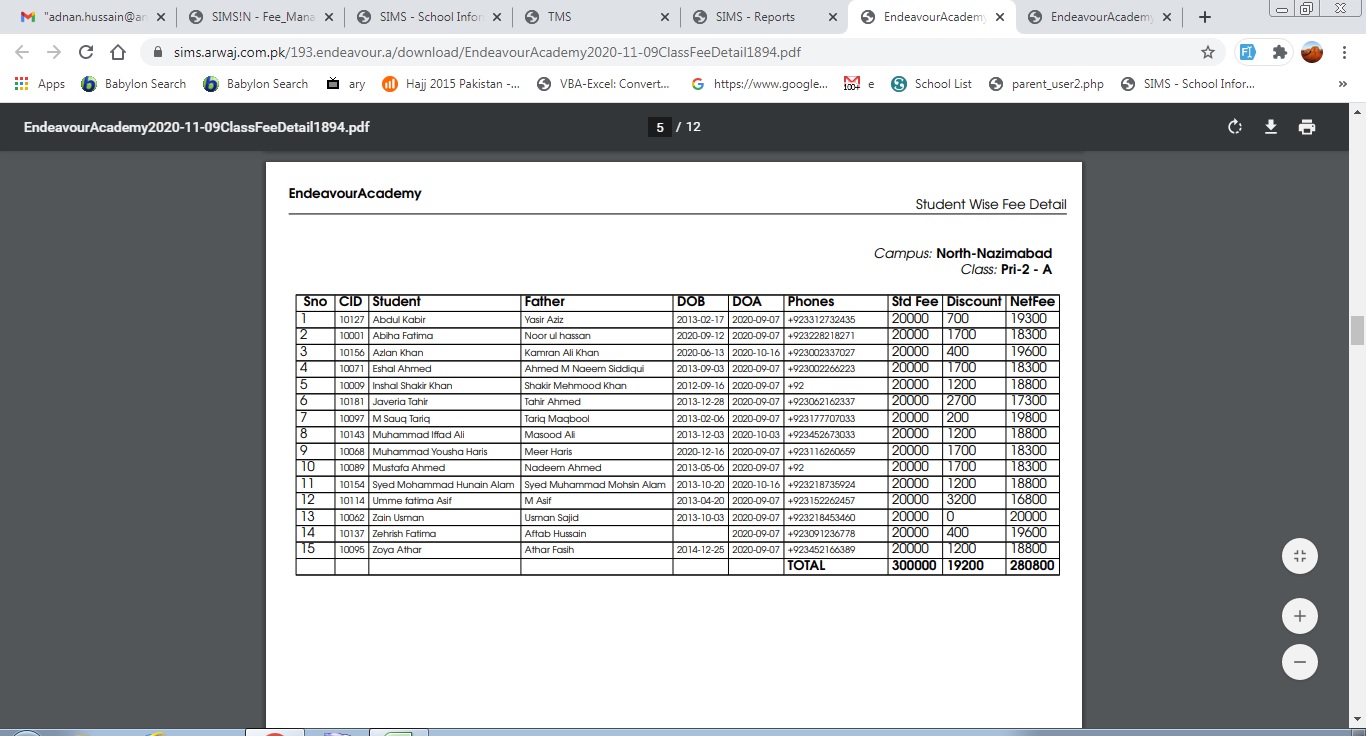 "adnan.hussain@an
SIMS!N - Fee_Mana
SIMS - School Infor
TMS
SIMS - Reports
EndeavourAcademy
EndeavourAcademy
sims.arwaj.com.pk/193.endeavour.a/download/EndeavourAcademy2020-11-09ClassFeeDetail1894.pdf
Apps Babylon Search Babylon Search ary Hajj 2015 Pakistan -... VBA-Excel: Convert... https://www.google... 100+ e School List parent_user2.php SIMS - School Infor... »
EndeavourAcademy2020-11-09ClassFeeDetail1894.pdf 5 / 12
EndeavourAcademy
Student Wise Fee Detail
Campus: North-Nazimabad
Class: Pri-2 - A
Sno CID Student Father DOB DOA Phones Std Fee Discount NetFee
1 10127 Abdul Kabir Yasir Aziz 2013-02-17 2020-09-07 +923312732435 20000 700 19300
2 10001 Abiha Fatima Noor ul hassan 2020-09-12 2020-09-07 +923228218271 20000 1700 18300
3 10156 Azlan Khan Kamran Ali Khan 2020-06-13 2020-10-16 +923002337027 20000 400 19600
4 10071 Eshal Ahmed Ahmed M Naeem Siddiqui 2013-09-03 2020-09-07 +923002266223 20000 1700 18300
5 10009 Inshal Shakir Khan Shakir Mehmood Khan 2012-09-16 2020-09-07 +92 20000 1200 18800
6 10181 Javeria Tahir Tahir Ahmed 2013-12-28 2020-09-07 +923062162337 20000 2700 17300
7 10097 M Sauq Tariq Tariq Maqbool 2013-02-06 2020-09-07 +923177707033 20000 200 19800
8 10143 Muhammad Iffad Ali Masood Ali 2013-12-03 2020-10-03 +923452673033 20000 1200 18800
9 10068 Muhammad Yousha Haris Meer Haris 2020-12-16 2020-09-07 +923116260659 20000 1700 18300
10 10089 Mustafa Ahmed Nadeem Ahmed 2013-05-06 2020-09-07 +92 20000 1700 18300
11 10154 Syed Mohammad Hunain Alam Syed Muhammad Mohsin Alam 2013-10-20 2020-10-16 +923218735924 20000 1200 18800
12 10114 Umme fatima Asif M Asif 2013-04-20 2020-09-07 +923152262457 20000 3200 16800
13 10062 Zain Usman Usman Sajid 2013-10-03 2020-09-07 +923218453460 20000 0 20000
14 10137 Zehrish Fatima Aftab Hussain 2020-09-07 +923091236778 20000 400 19600
15 10095 Zoya Athar Athar Fasih 2014-12-25 2020-09-07 +923452166389 20000 1200 18800
TOTAL 300000 19200 280800